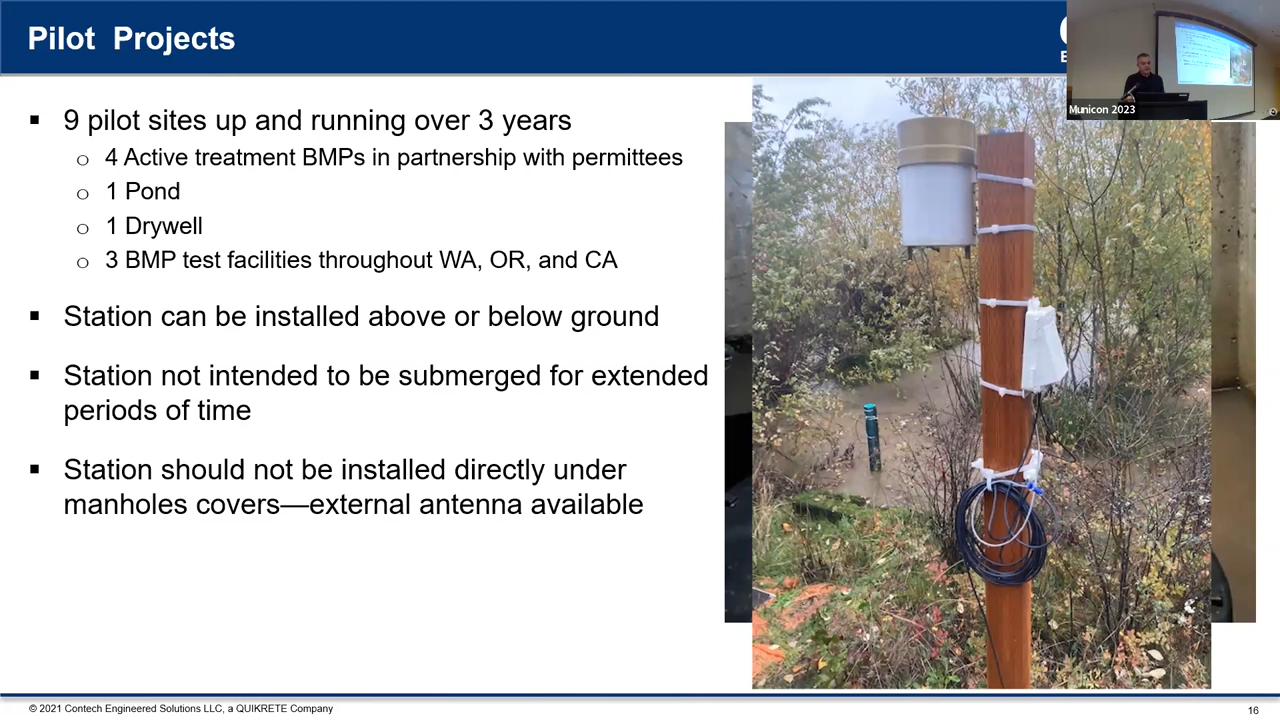 Pilot Projects
Municon 2023
▪ 9 pilot sites up and running over 3 years
o 4 Active treatment BMPs in partnership with permittees
o 1 Pond
o 1 Drywell
o 3 BMP test facilities throughout WA, OR, and CA
▪ Station can be installed above or below ground
▪ Station not intended to be submerged for extended
periods of time
▪ Station should not be installed directly under
manholes covers—external antenna available
© 2021 Contech Engineered Solutions LLC, a QUIKRETE Company
16